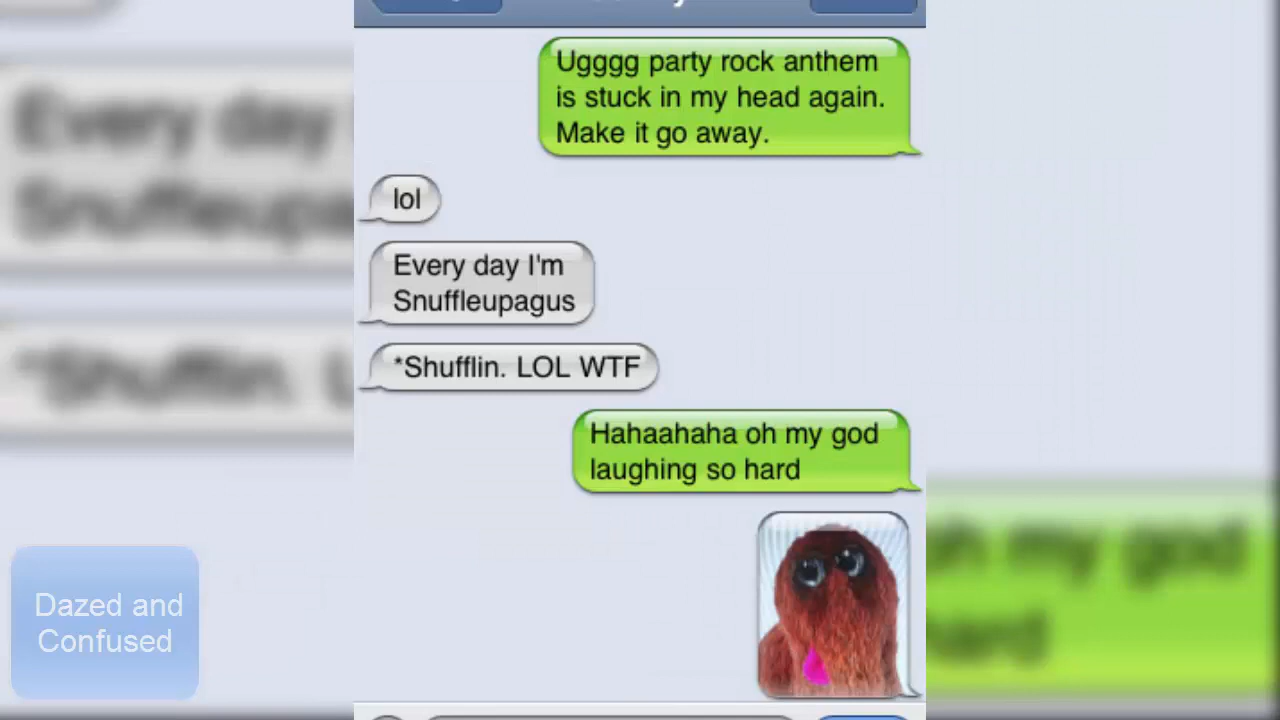 Ugggg party rock anthem
is stuck in my head again.
Make it go away.
lol
Every day I'm
Snuffleupagus
*Shufflin. LOL WTF
Hahaahaha oh my god
laughing so hard
Dazed and
Confused